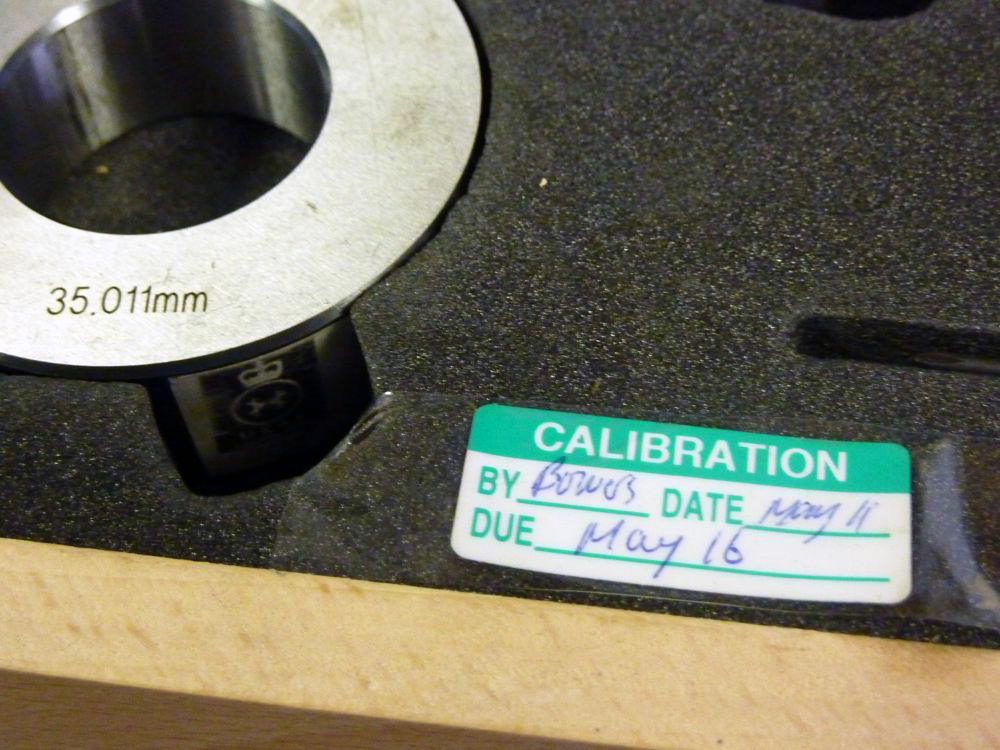 35.011mm
CALIBRATION
BY Bowers DATE May 11
DUE May 16